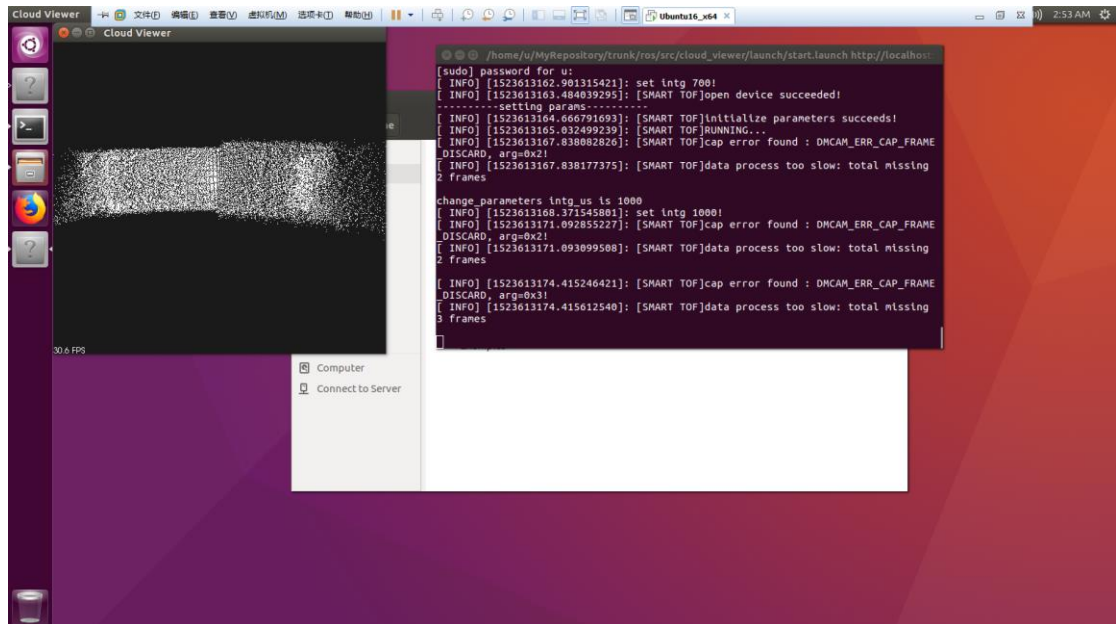 Cloud Viewer
文件(F) 编辑(E) 查看(V) 虚拟机(M) 选项卡(T) 帮助(H)
Ubuntu16_x64
2:53 AM
Cloud Viewer
30.6 FPS
/home/u/MyRepository/trunk/ros/src/cloud_viewer/launch/start.launch http://localhost:
[sudo] password for u:
[ INFO] [1523613162.901315421]: set intg 700!
[ INFO] [1523613163.484039295]: [SMART TOF]open device succeeded!
----------setting params----------
[ INFO] [1523613164.666791693]: [SMART TOF]initialize parameters succeeds!
[ INFO] [1523613165.032499239]: [SMART TOF]RUNNING...
[ INFO] [1523613167.838082826]: [SMART TOF]cap error found : DMCAM_ERR_CAP_FRAME
_DISCARD, arg=0x2!
[ INFO] [1523613167.838177375]: [SMART TOF]data process too slow: total missing
2 frames
change_parameters intg_us is 1000
[ INFO] [1523613168.371545801]: set intg 1000!
[ INFO] [1523613171.092855227]: [SMART TOF]cap error found : DMCAM_ERR_CAP_FRAME
_DISCARD, arg=0x2!
[ INFO] [1523613171.093099508]: [SMART TOF]data process too slow: total missing
2 frames
[ INFO] [1523613174.415246421]: [SMART TOF]cap error found : DMCAM_ERR_CAP_FRAME
_DISCARD, arg=0x3!
[ INFO] [1523613174.415612540]: [SMART TOF]data process too slow: total missing
3 frames
Computer
Connect to Server